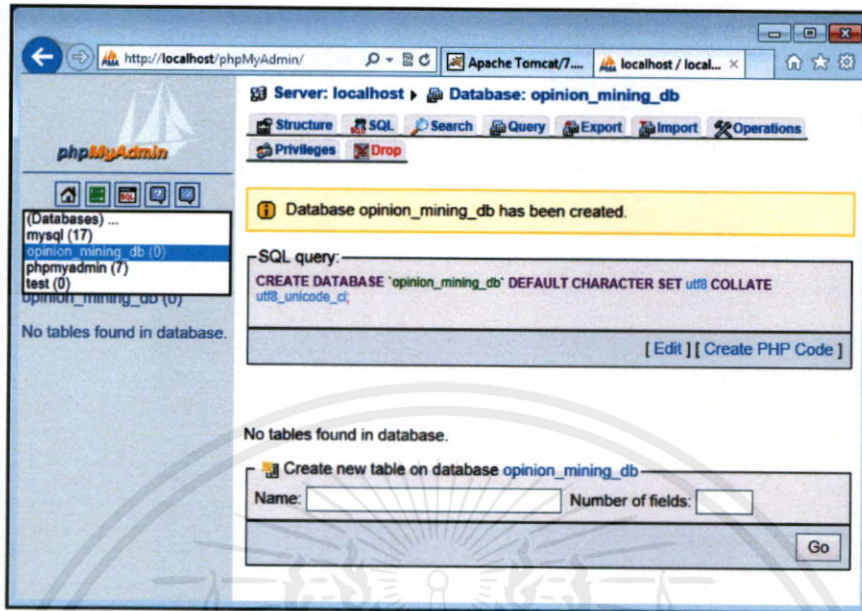 http://localhost/phpMyAdmin/
Apache Tomcat/7....
localhost / local...
phpMyAdmin
SQL
(Databases) ...
mysql (17)
opinion_mining_db (0)
phpmyadmin (7)
test (0)
opinion_mining_db (0)
No tables found in database.
Server: localhost Database: opinion_mining_db
Structure SQL Search Query Export Import Operations
Privileges Drop
Database opinion_mining_db has been created.
SQL query:
CREATE DATABASE `opinion_mining_db` DEFAULT CHARACTER SET utf8 COLLATE
utf8_unicode_ci;
[ Edit ] [ Create PHP Code ]
No tables found in database.
Create new table on database opinion_mining_db
Name: Number of fields:
Go